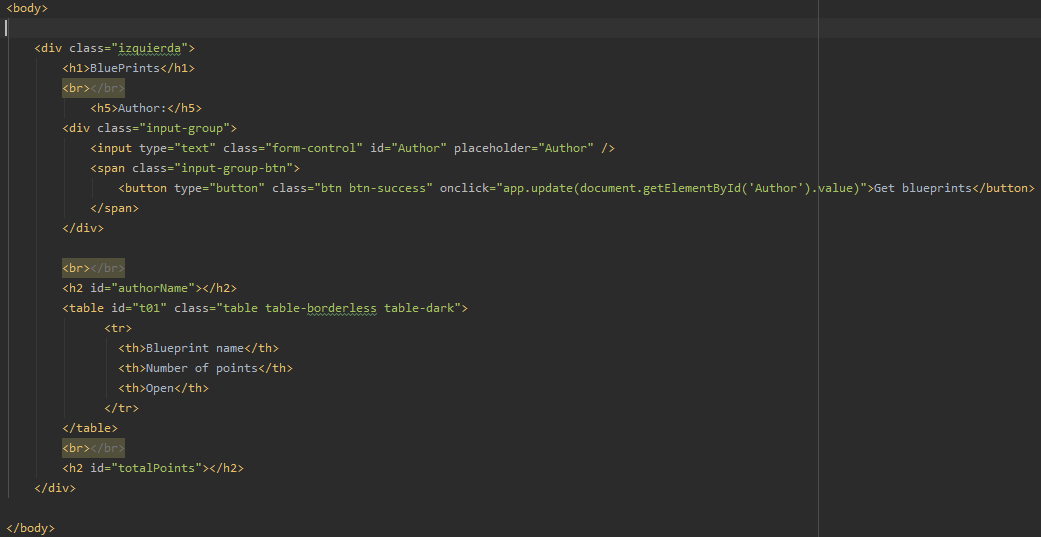 <body>
<div class="izquierda">
<h1>BluePrints</h1>
<br></br>
<h5>Author:</h5>
<div class="input-group">
<input type="text" class="form-control" id="Author" placeholder="Author" />
<span class="input-group-btn">
<button type="button" class="btn btn-success" onclick="app.update(document.getElementById('Author').value)">Get blueprints</button>
</span>
</div>
<br></br>
<h2 id="authorName"></h2>
<table id="t01" class="table table-borderless table-dark">
<tr>
<th>Blueprint name</th>
<th>Number of points</th>
<th>Open</th>
</tr>
</table>
<br></br>
<h2 id="totalPoints"></h2>
</div>
</body>